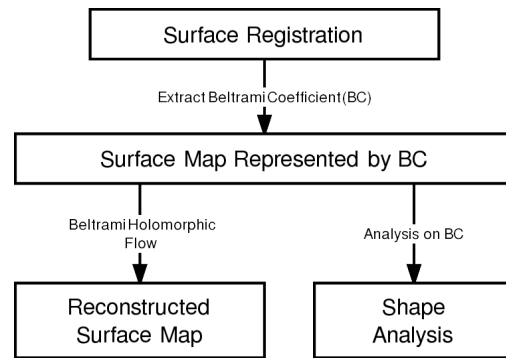 Surface Registration
Extract Beltrami Coefficient (BC)
Surface Map Represented by BC
Beltrami Holomorphic
Flow
Analysis on BC
Reconstructed
Surface Map
Shape
Analysis